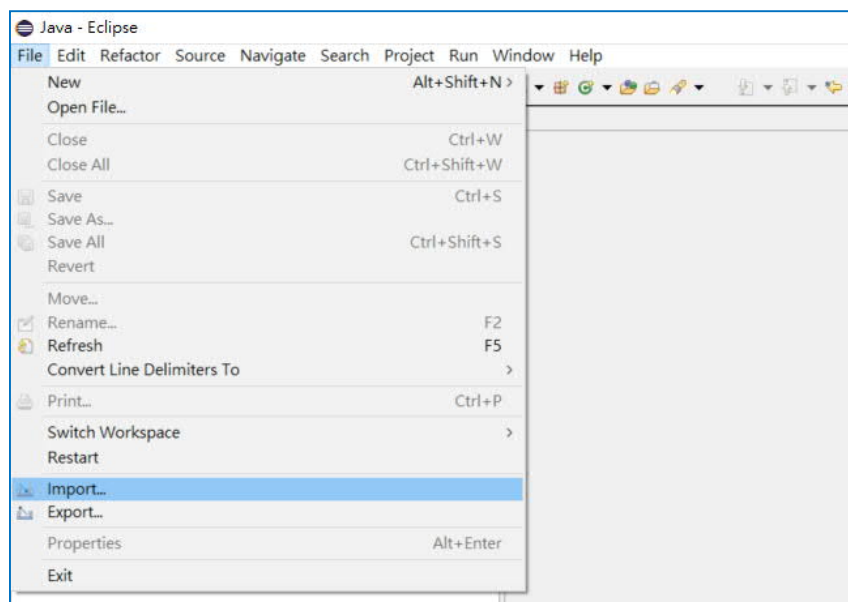 Java - Eclipse
File Edit Refactor Source Navigate Search Project Run Window Help
New Alt+Shift+N >
Open File...
Close Ctrl+W
Close All Ctrl+Shift+W
Save Ctrl+S
Save As...
Save All Ctrl+Shift+S
Revert
Move...
Rename... F2
Refresh F5
Convert Line Delimiters To >
Print... Ctrl+P
Switch Workspace >
Restart
Import...
Export...
Properties Alt+Enter
Exit